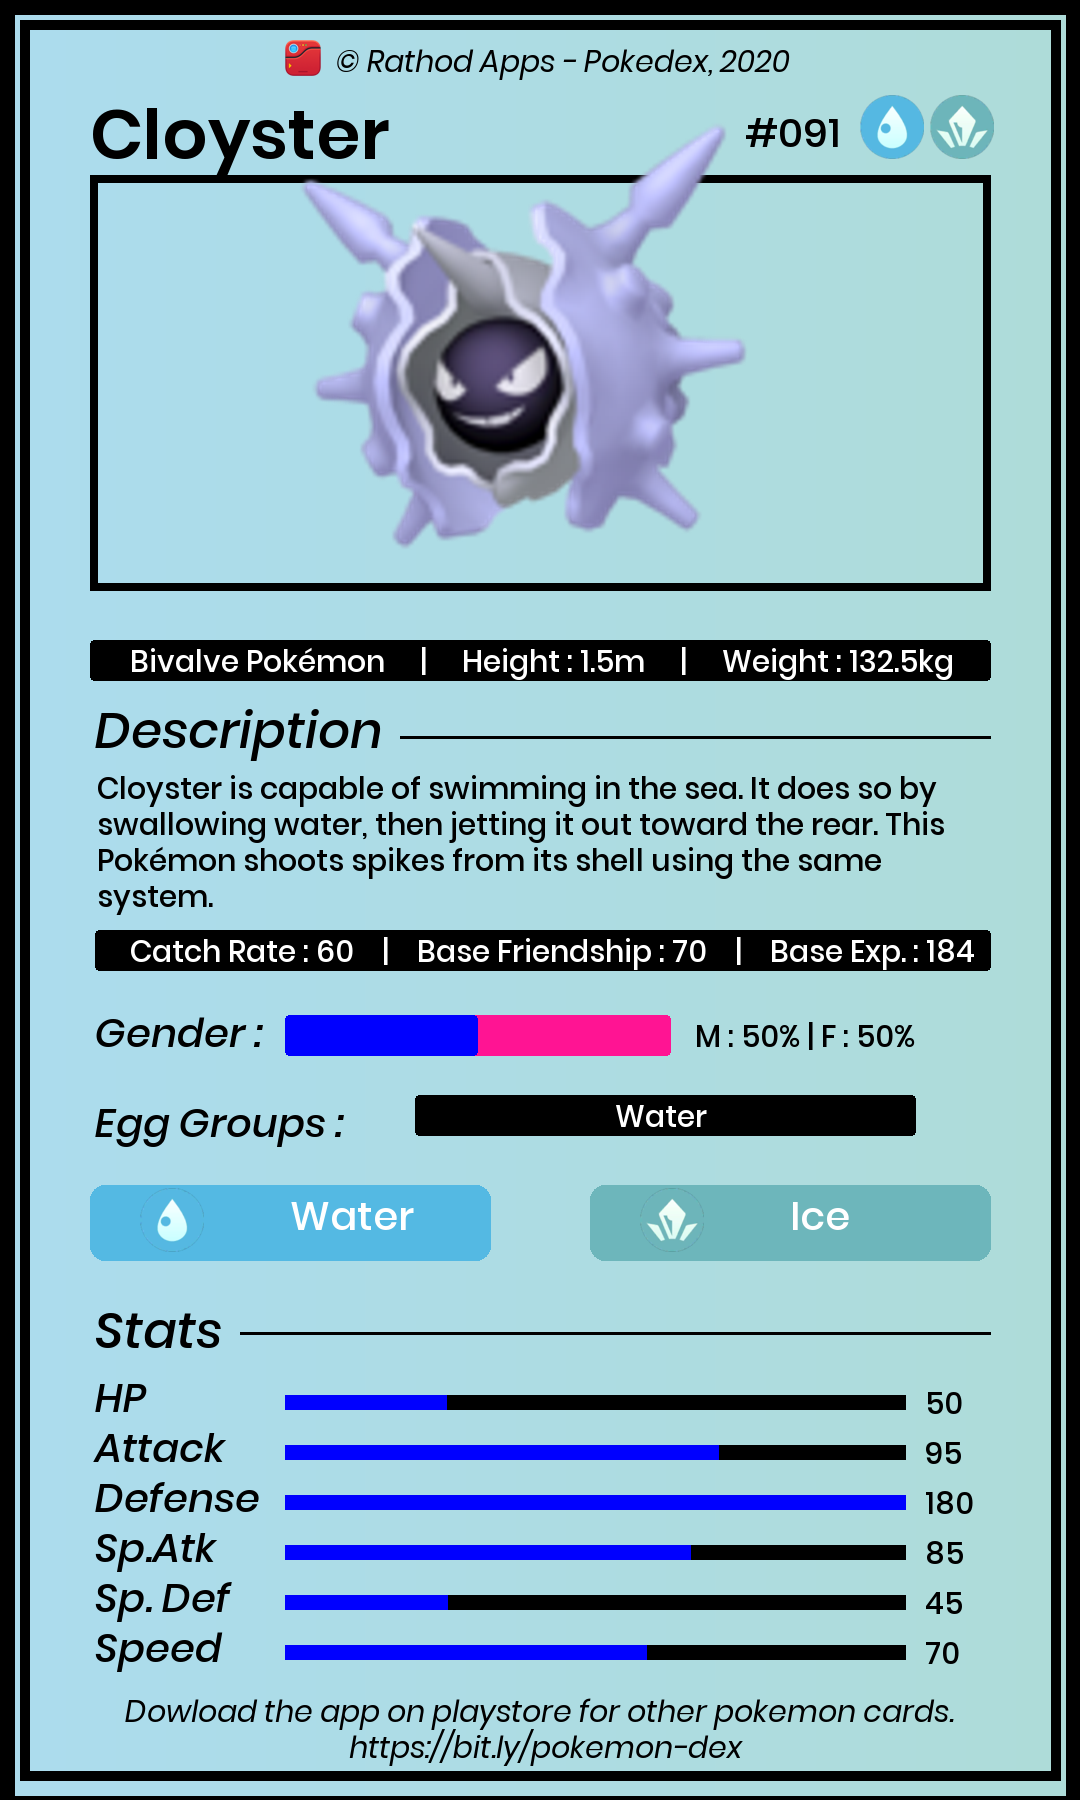 © Rathod Apps - Pokedex, 2020
Cloyster
#091
Bivalve Pokémon | Height : 1.5m | Weight : 132.5kg
Description
Cloyster is capable of swimming in the sea. It does so by
swallowing water, then jetting it out toward the rear. This
Pokémon shoots spikes from its shell using the same
system.
Catch Rate : 60 | Base Friendship : 70 | Base Exp. : 184
Gender : M : 50% | F : 50%
Egg Groups : Water
Water Ice
Stats
HP 50
Attack 95
Defense 180
Sp.Atk 85
Sp. Def 45
Speed 70
Dowload the app on playstore for other pokemon cards.
https://bit.ly/pokemon-dex